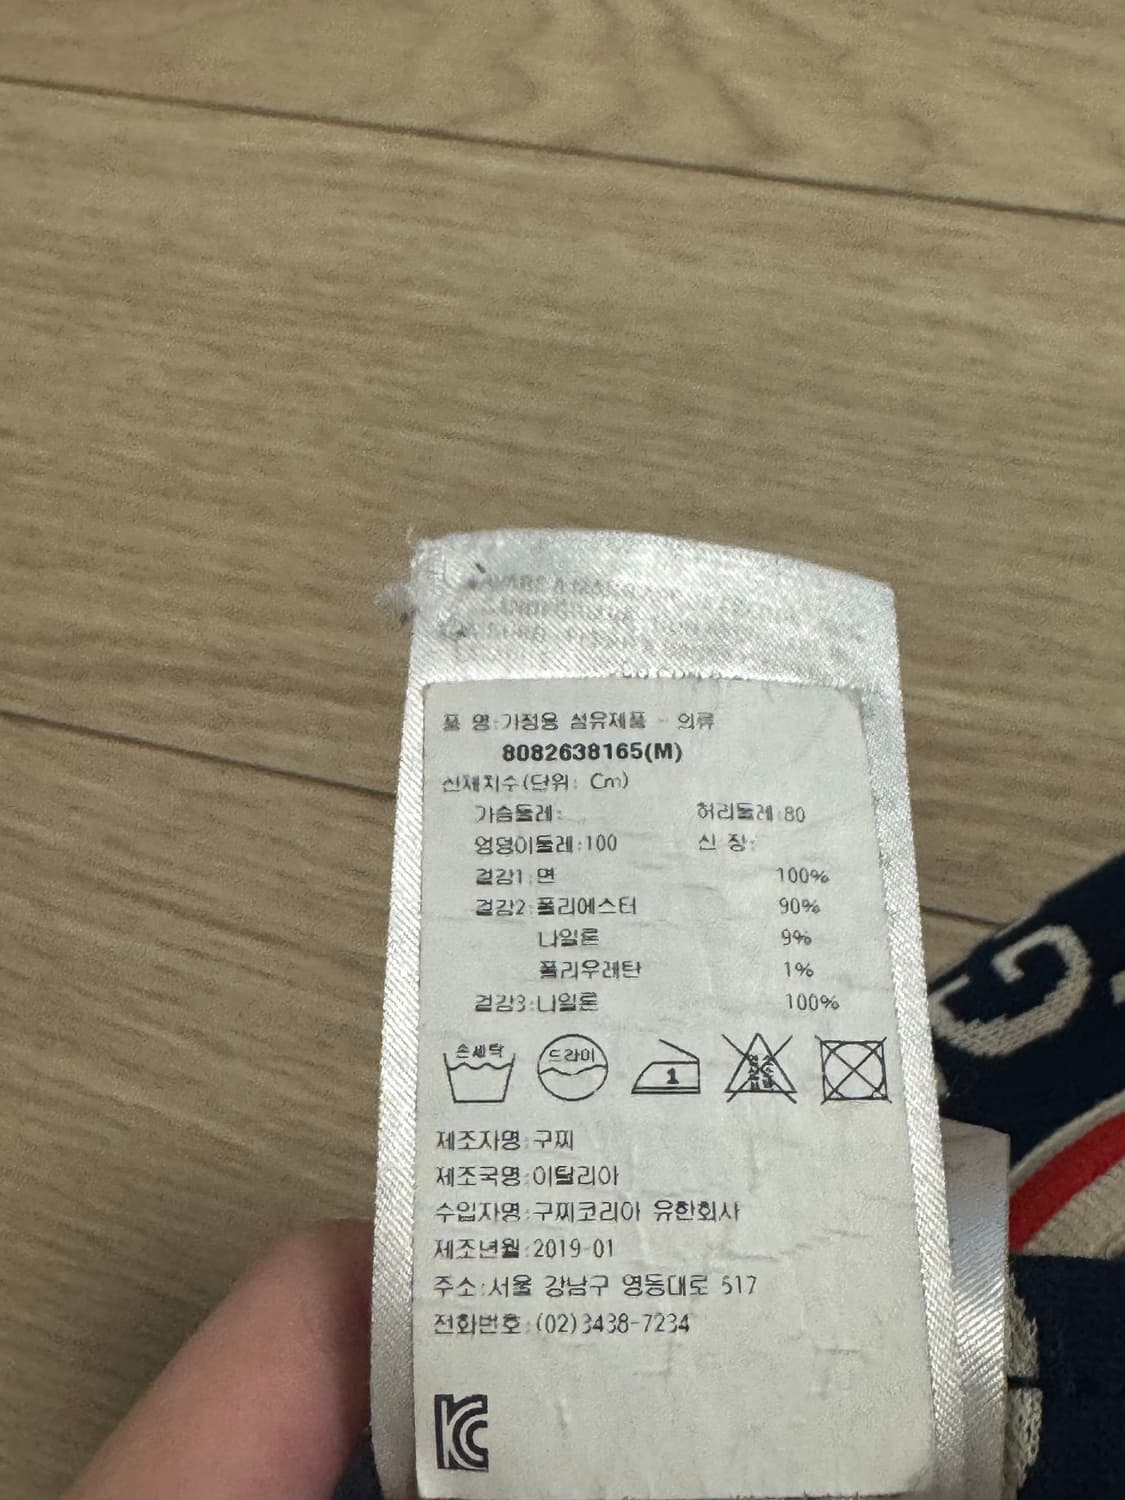 품 명:가정용 섬유제품 - 의류
8082638165(M)
신체치수(단위: Cm)
가슴둘레: 허리둘레:80
엉덩이둘레:100 신 장:
겉감1:면 100%
겉감2:폴리에스터 90%
나일론 9%
폴리우레탄 1%
겉감3:나일론 100%
손세탁 드라이 1
제조자명:구찌
제조국명:이탈리아
수입자명:구찌코리아 유한회사
제조년월:2019-01
주소:서울 강남구 영동대로 517
전화번호:(02)3438-7234
KC